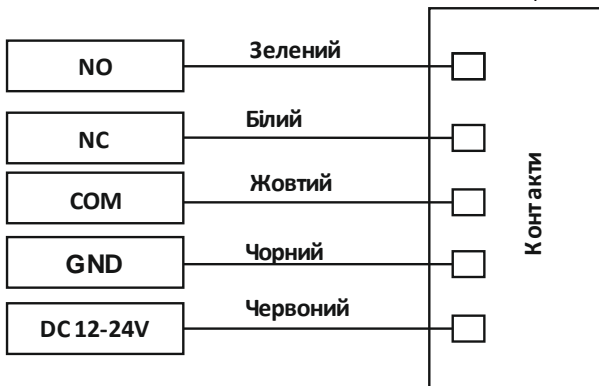 NO
Зелений
NC
Білий
COM
Жовтий
GND
Чорний
DC 12-24V
Червоний
Контакти